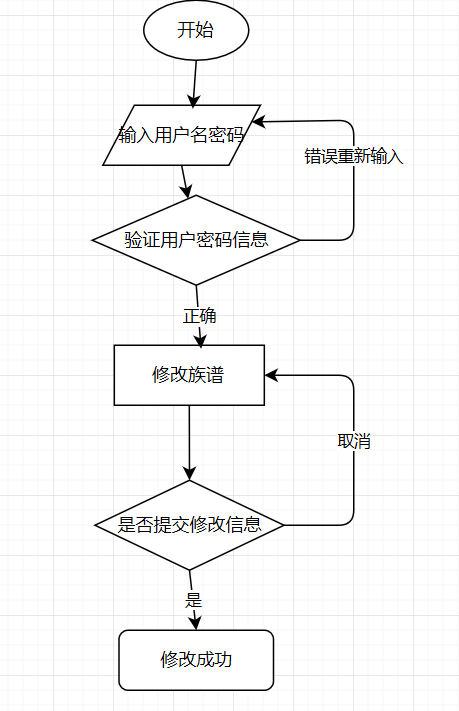 开始
输入用户名密码
错误重新输入
验证用户密码信息
正确
修改族谱
取消
是否提交修改信息
是
修改成功